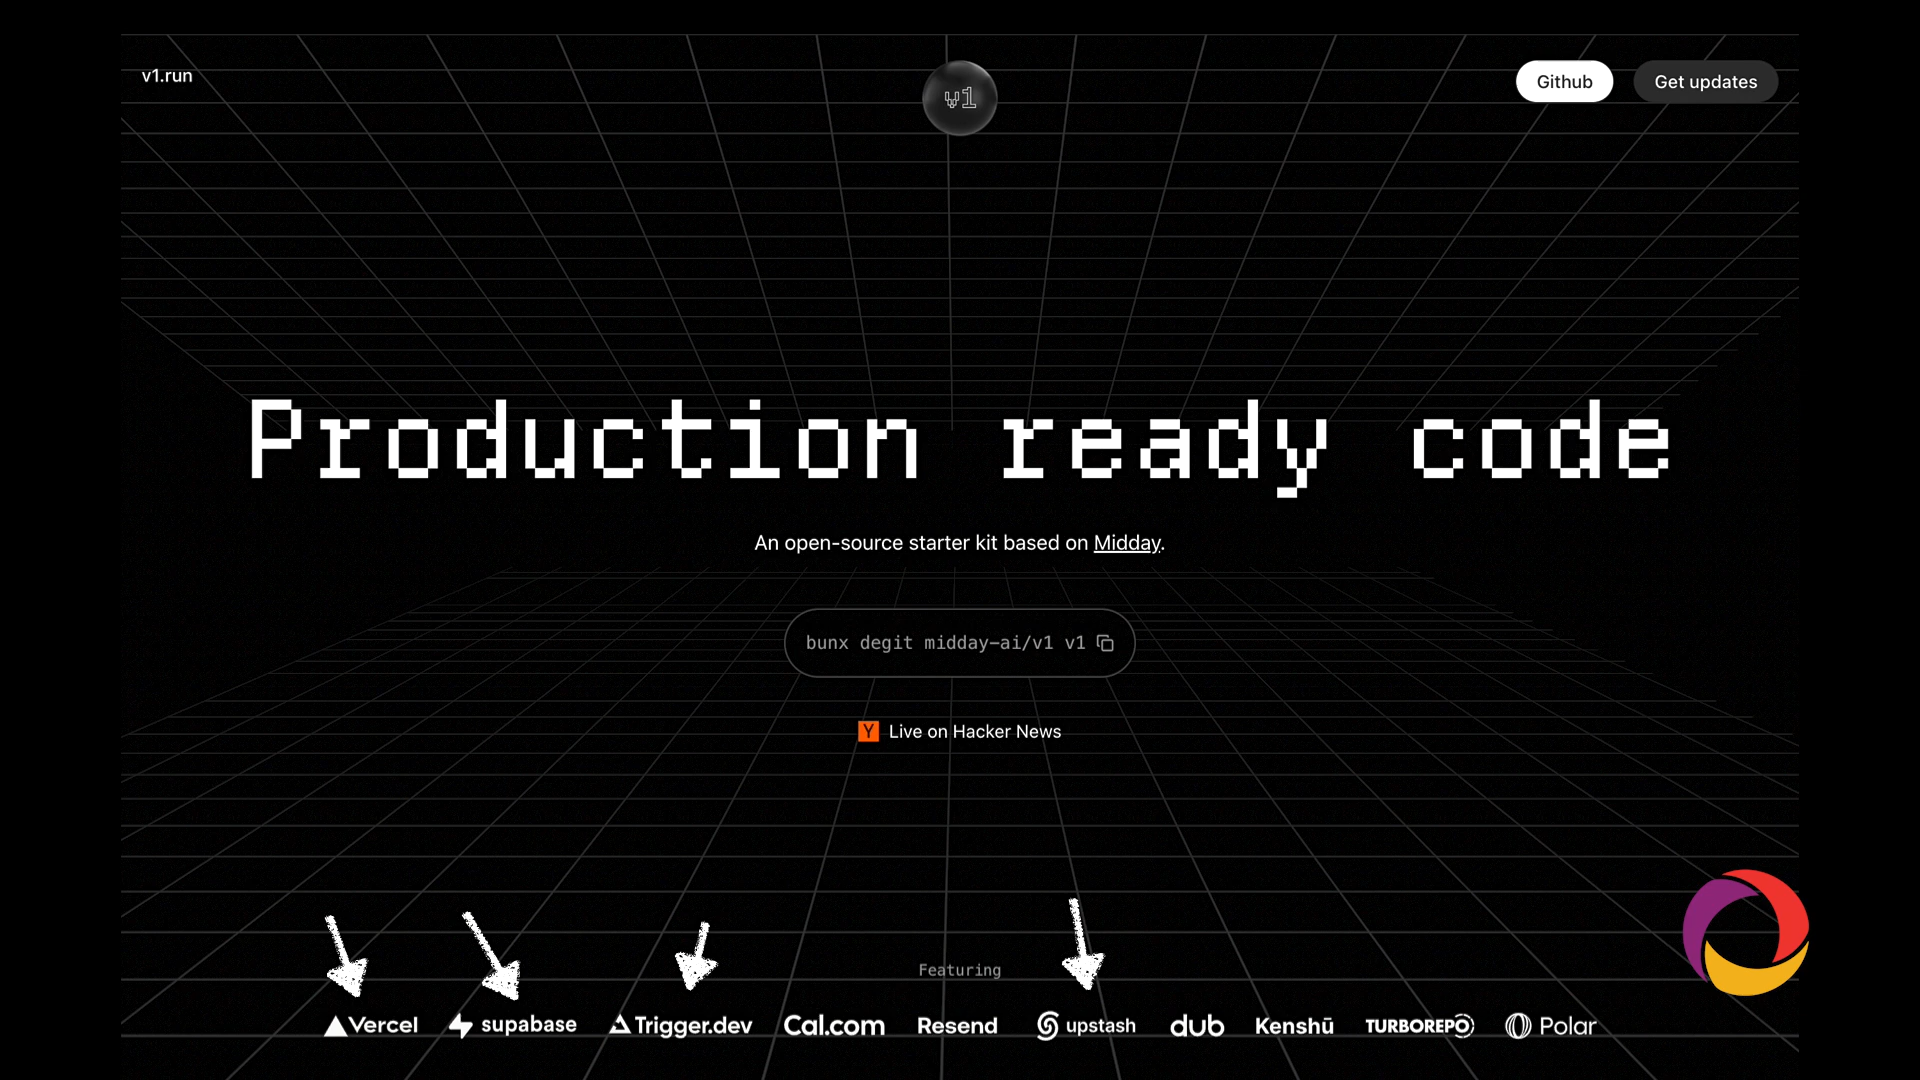 v1.run
v1
Github
Get updates
Production ready code
An open-source starter kit based on Midday.
bunx degit midday-ai/v1 v1
Y Live on Hacker News
Featuring
Vercel
supabase
Trigger.dev
Cal.com
Resend
upstash
dub
Kenshū
TURBOREPO
Polar